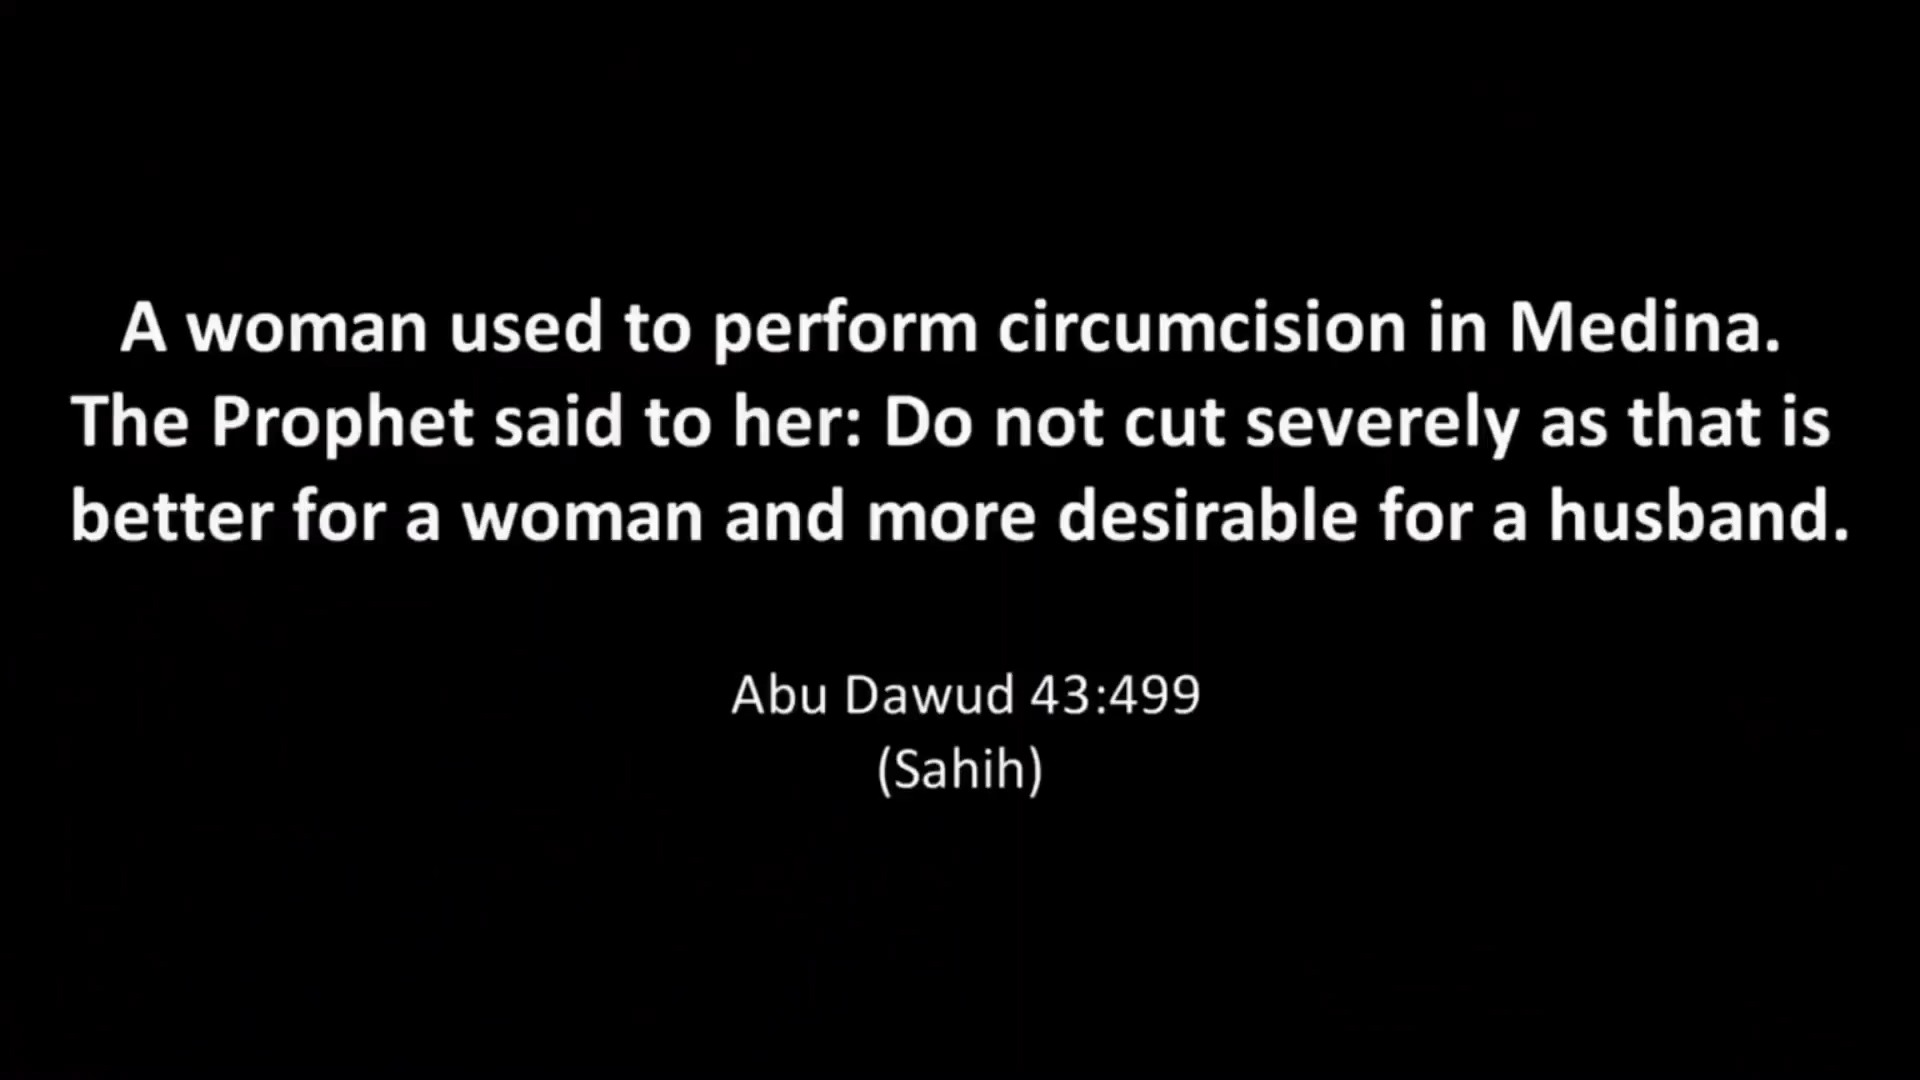 A woman used to perform circumcision in Medina.
The Prophet said to her: Do not cut severely as that is
better for a woman and more desirable for a husband.
Abu Dawud 43:499
(Sahih)